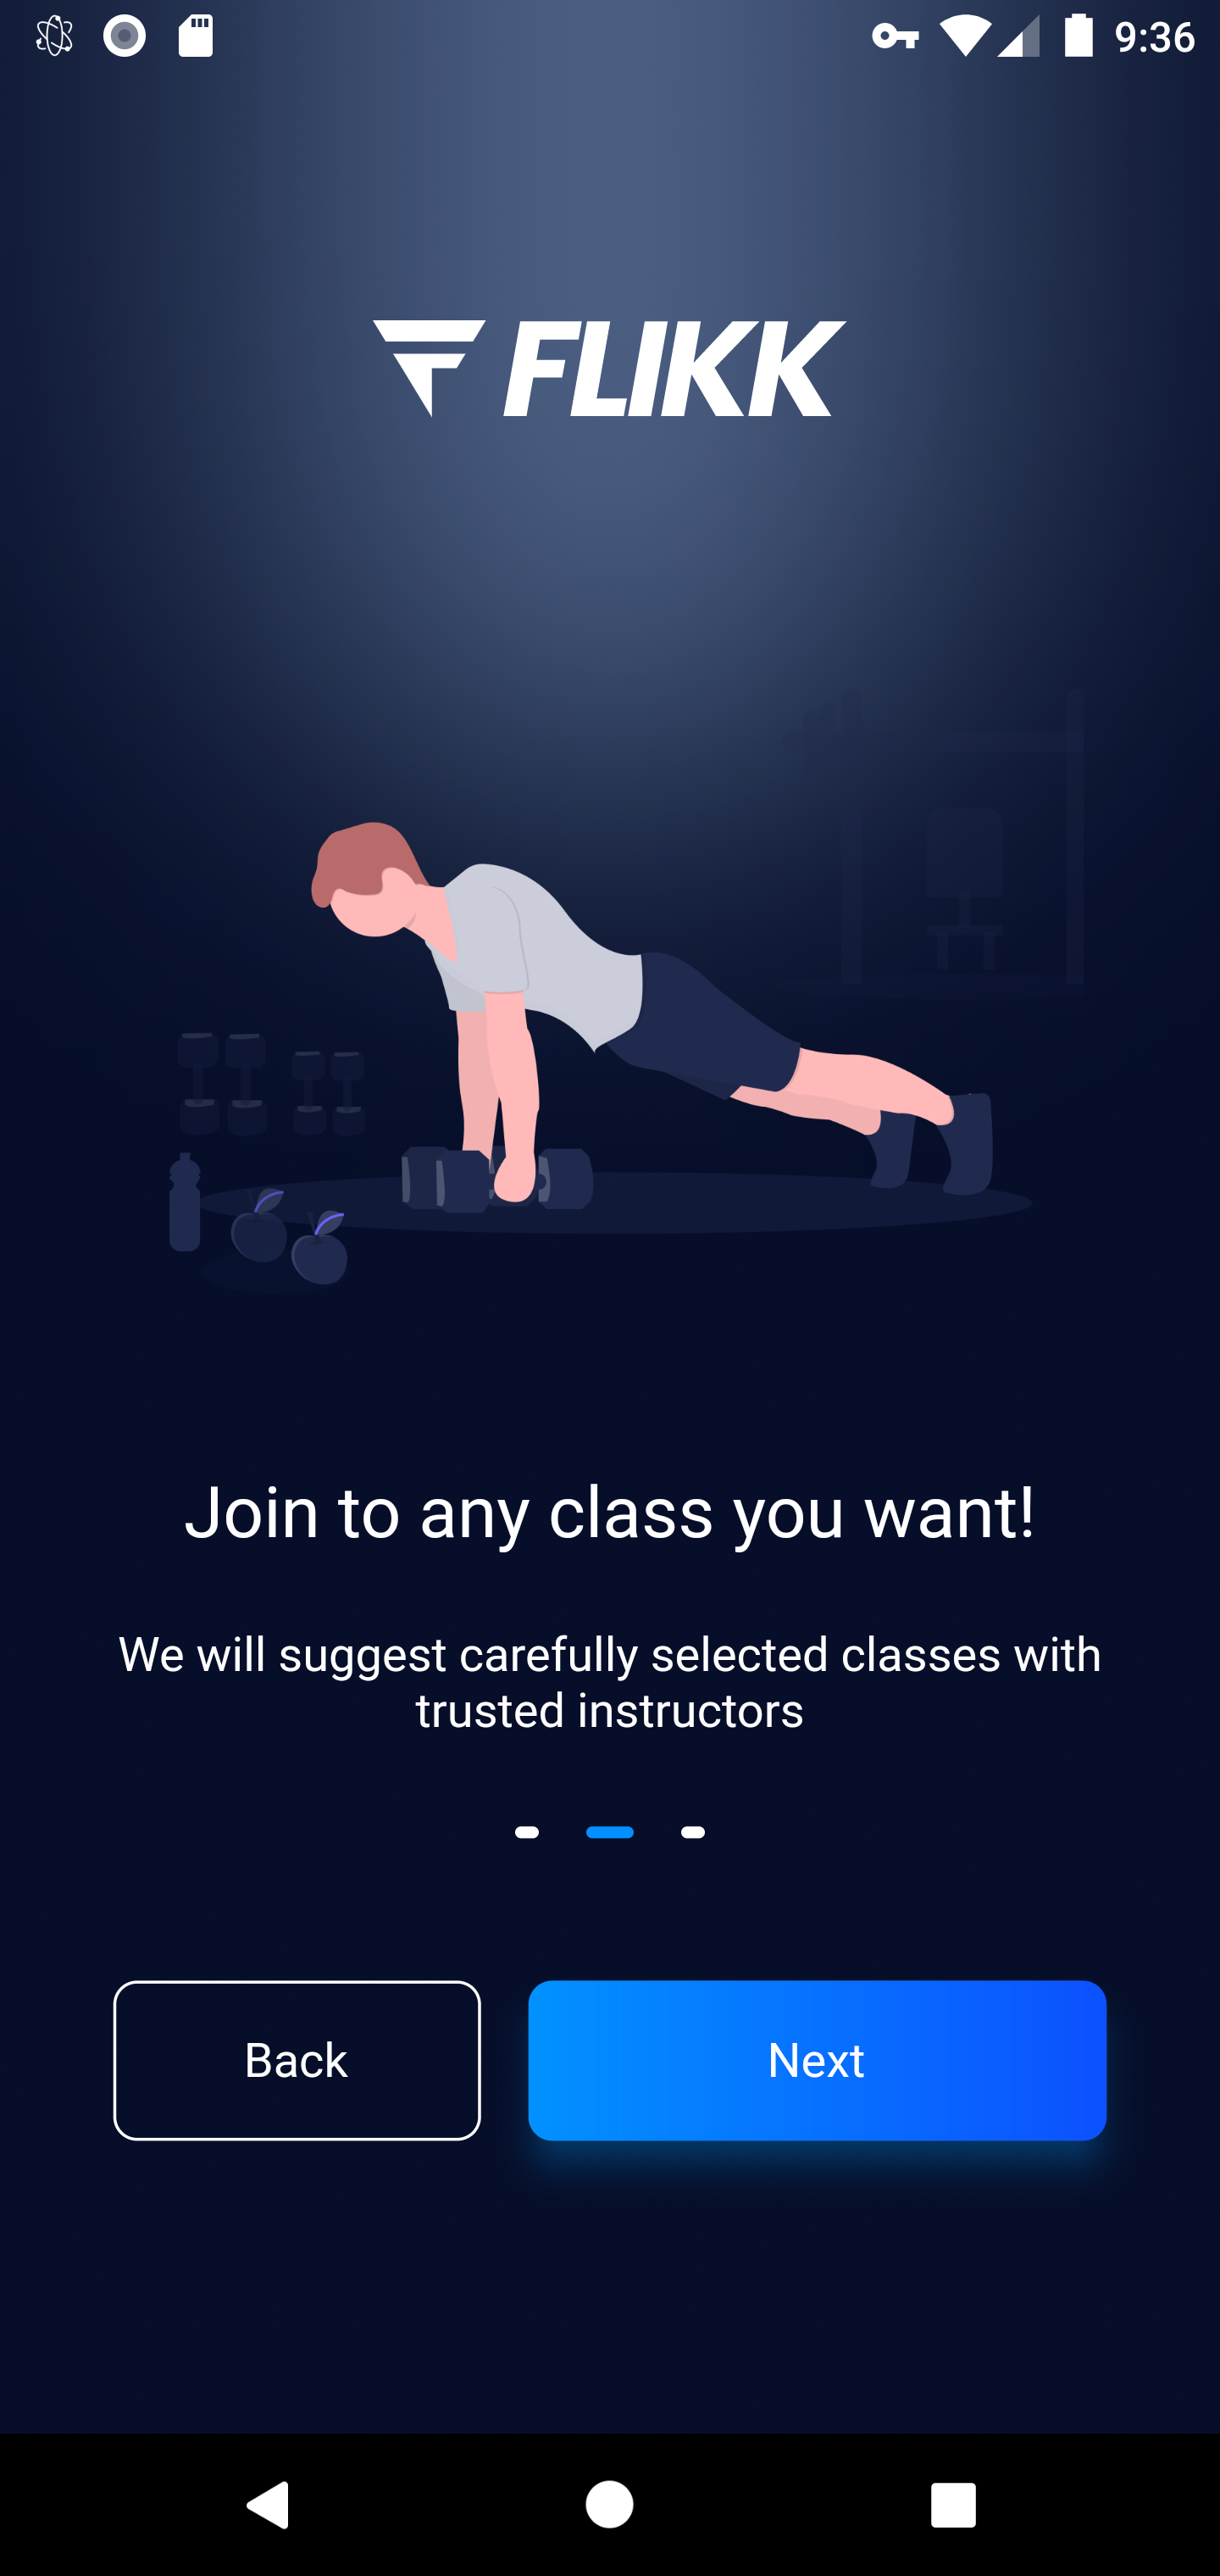 9:36
FLIKK
Join to any class you want!
We will suggest carefully selected classes with
trusted instructors
Back
Next